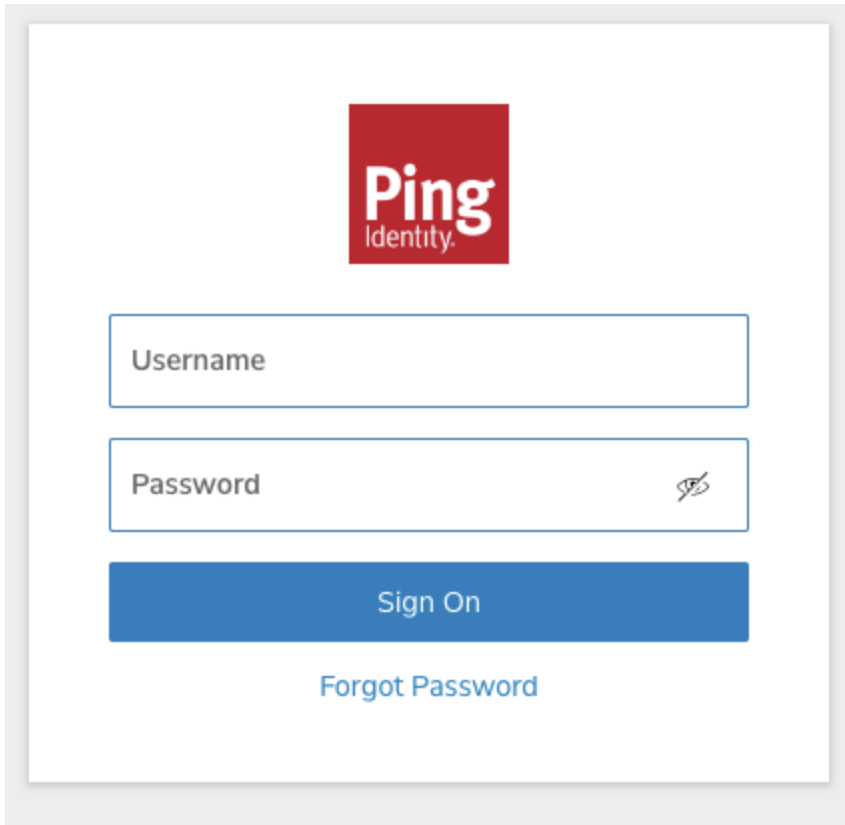 Ping
Identity.
Username
Password
Sign On
Forgot Password